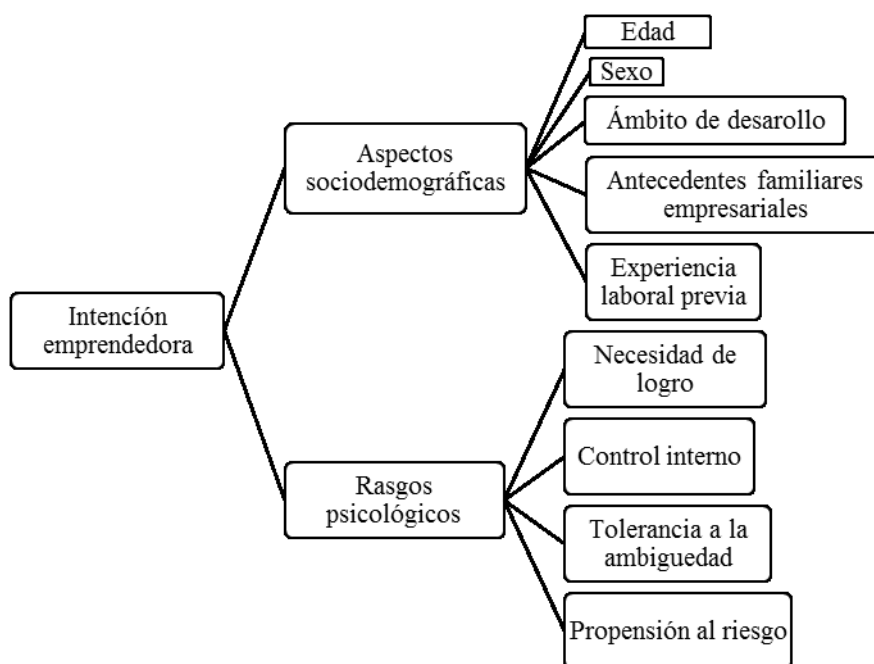 Edad
Sexo
Ámbito de desarollo
Aspectos
sociodemográficas
Antecedentes familiares
empresariales
Experiencia
laboral previa
Intencíón
emprendedora
Necesidad de
logro
Control interno
Rasgos
psicológicos
Tolerancia a la
ambiguedad
Propensión al riesgo